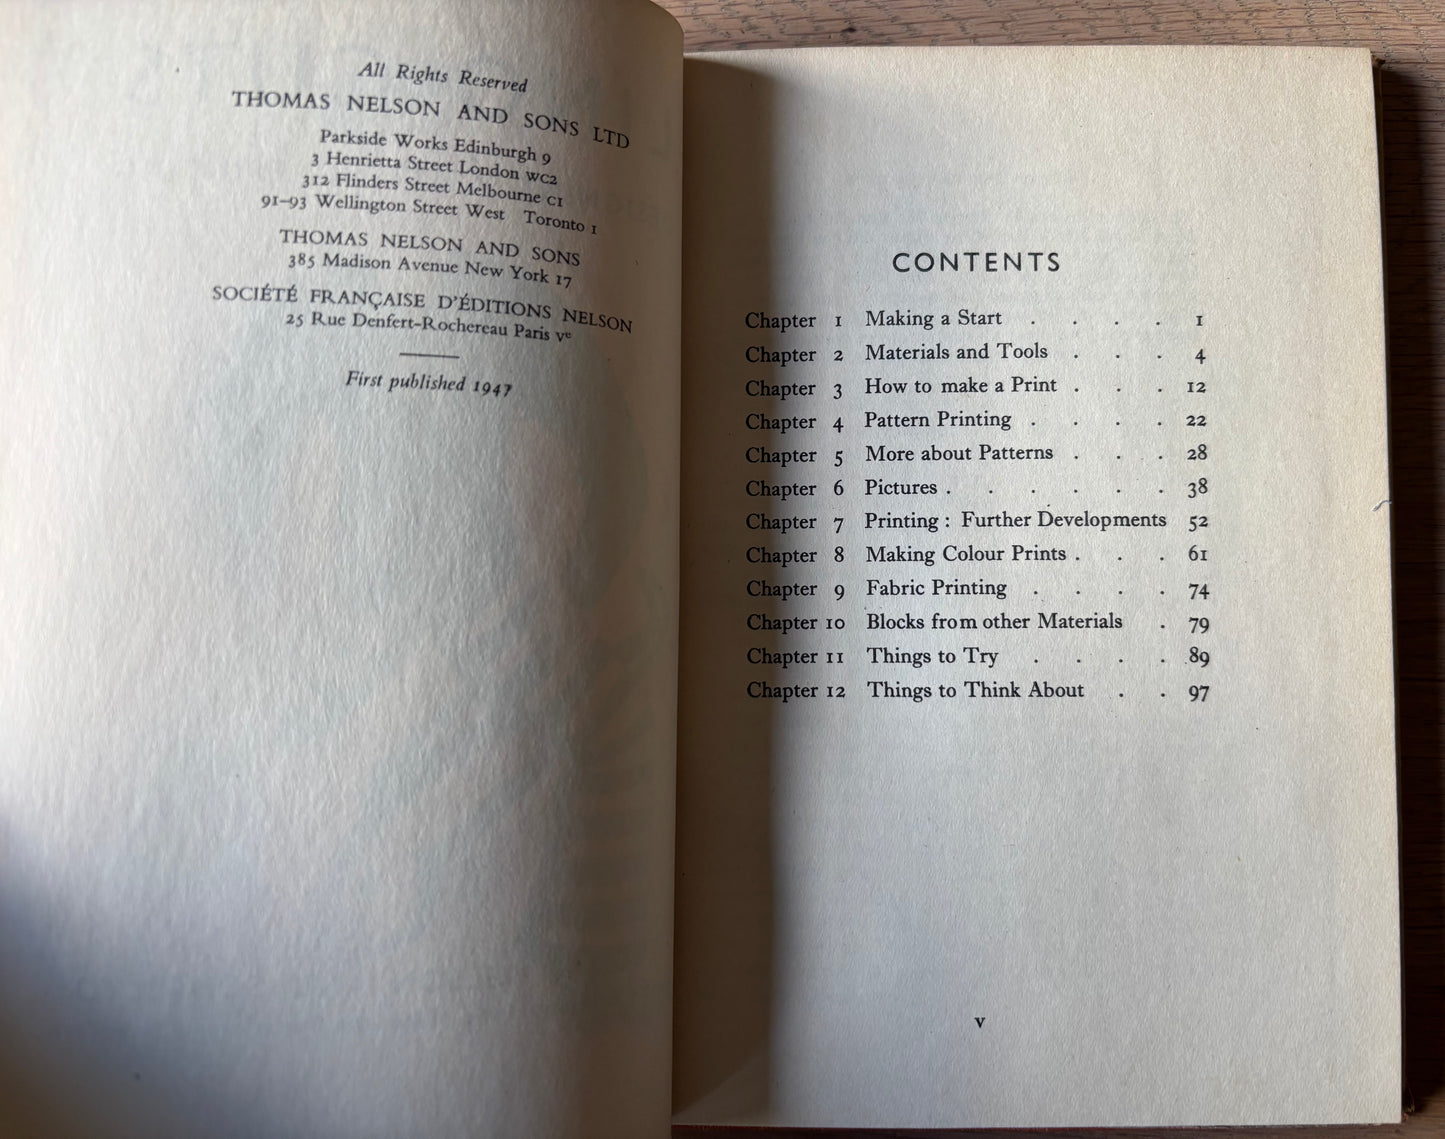 All Rights Reserved
THOMAS NELSON AND SONS LTD
Parkside Works Edinburgh 9
3 Henrietta Street London WC2
312 Flinders Street Melbourne C1
91–93 Wellington Street West Toronto 1
THOMAS NELSON AND SONS
385 Madison Avenue New York 17
SOCIÉTÉ FRANÇAISE D'ÉDITIONS NELSON
25 Rue Denfert-Rochereau Paris Ve
First published 1947
CONTENTS
Chapter 1 Making a Start . . . . 1
Chapter 2 Materials and Tools . . . 4
Chapter 3 How to make a Print . . . 12
Chapter 4 Pattern Printing . . . . 22
Chapter 5 More about Patterns . . . 28
Chapter 6 Pictures . . . . . . 38
Chapter 7 Printing : Further Developments 52
Chapter 8 Making Colour Prints . . . 61
Chapter 9 Fabric Printing . . . . 74
Chapter 10 Blocks from other Materials . 79
Chapter 11 Things to Try . . . . 89
Chapter 12 Things to Think About . . 97
v